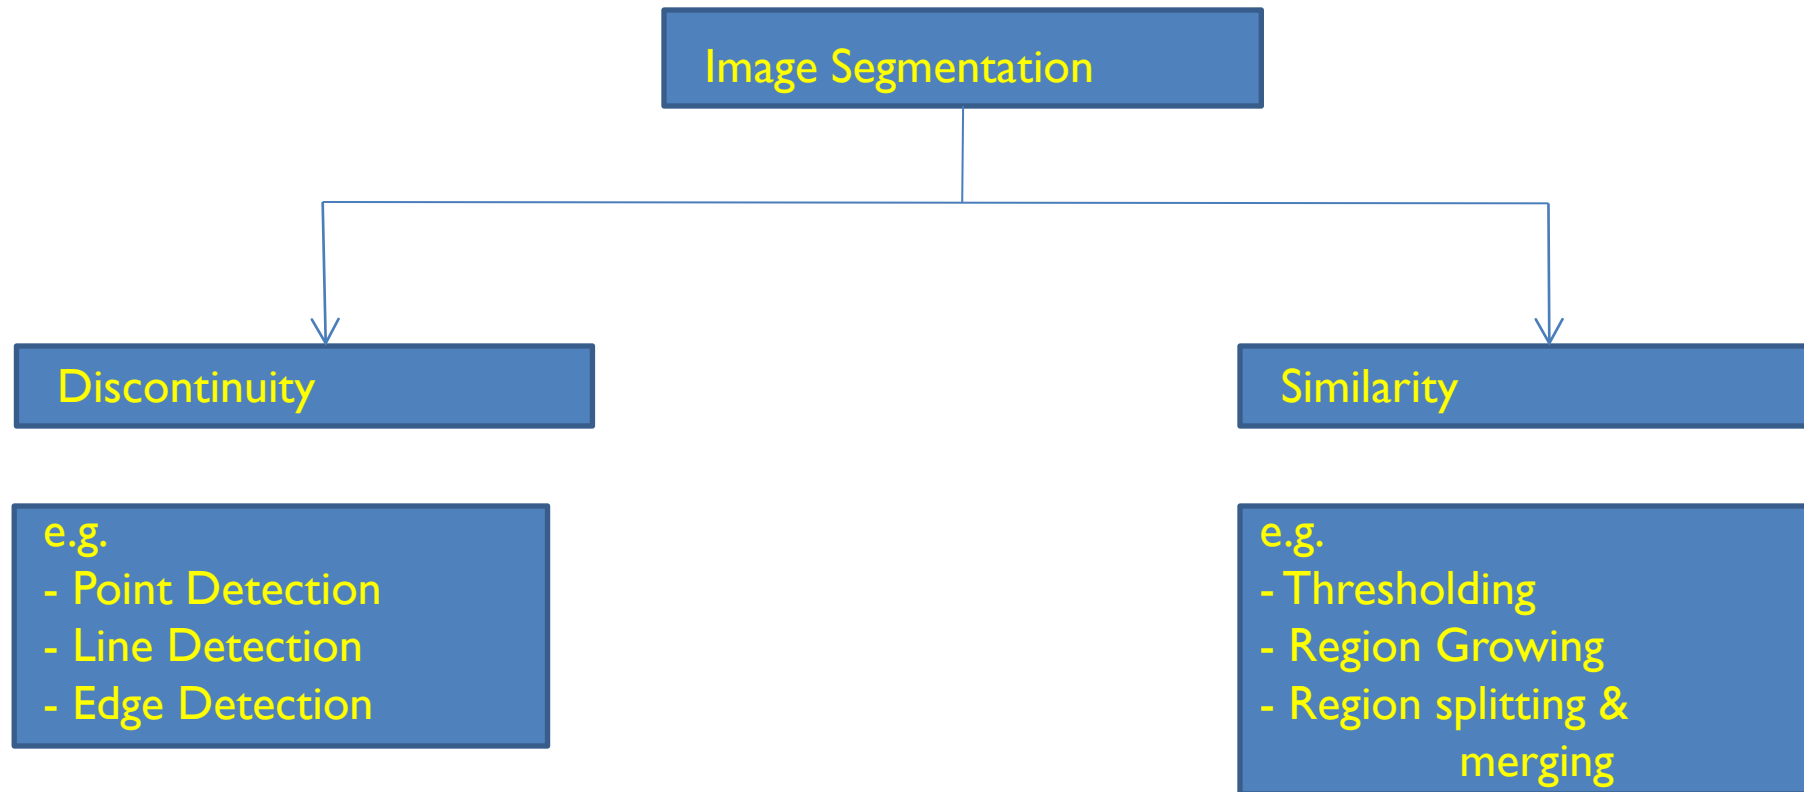 Image Segmentation
Discontinuity
Similarity
e.g.
- Point Detection
- Line Detection
- Edge Detection
e.g.
- Thresholding
- Region Growing
- Region splitting &
merging